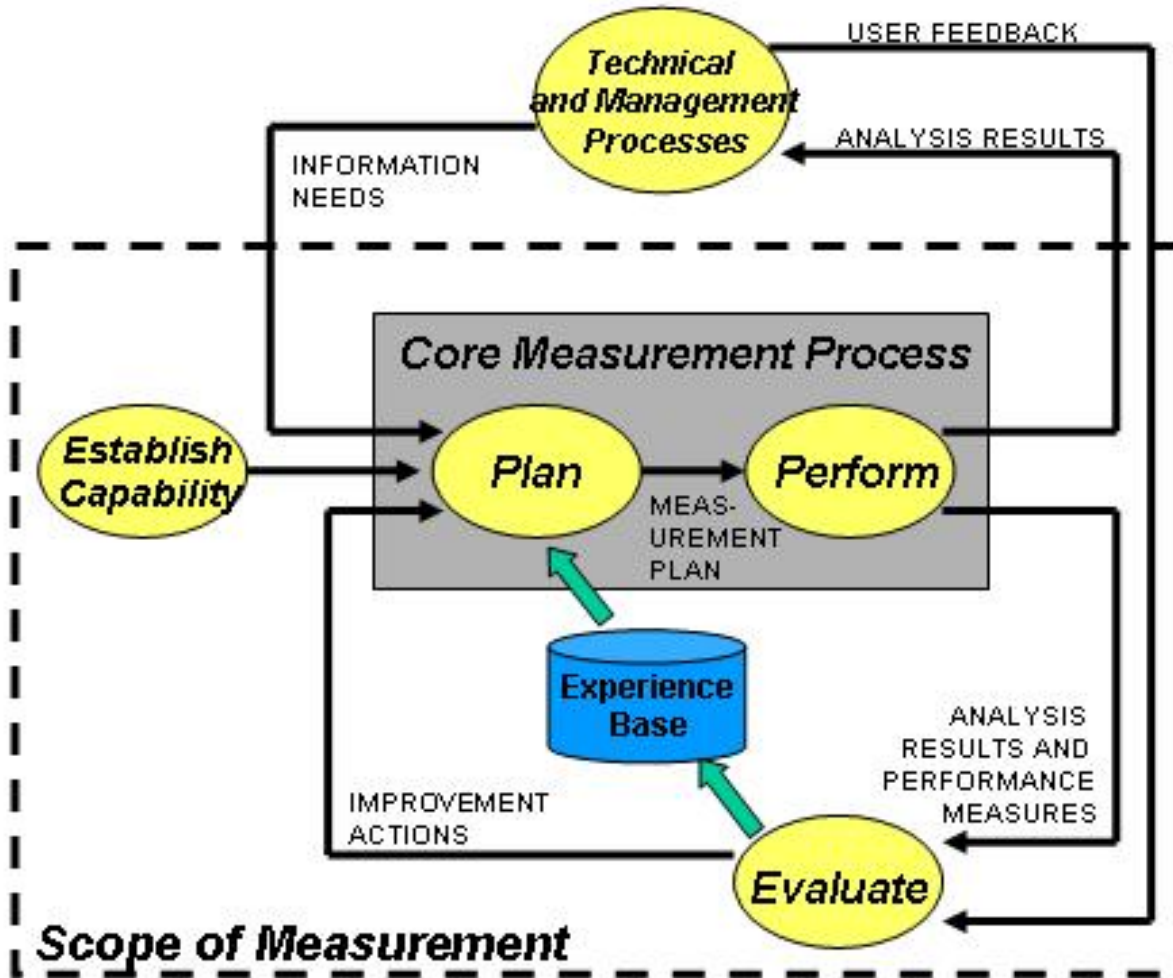 USER FEEDBACK
Technical
and Management
Processes
ANALYSIS RESULTS
INFORMATION
NEEDS
Core Measurement Process
Establish
Capability
Plan
Perform
MEAS-
UREMENT
PLAN
Experience
Base
ANALYSIS
RESULTS AND
PERFORMANCE
MEASURES
IMPROVEMENT
ACTIONS
Evaluate
Scope of Measurement